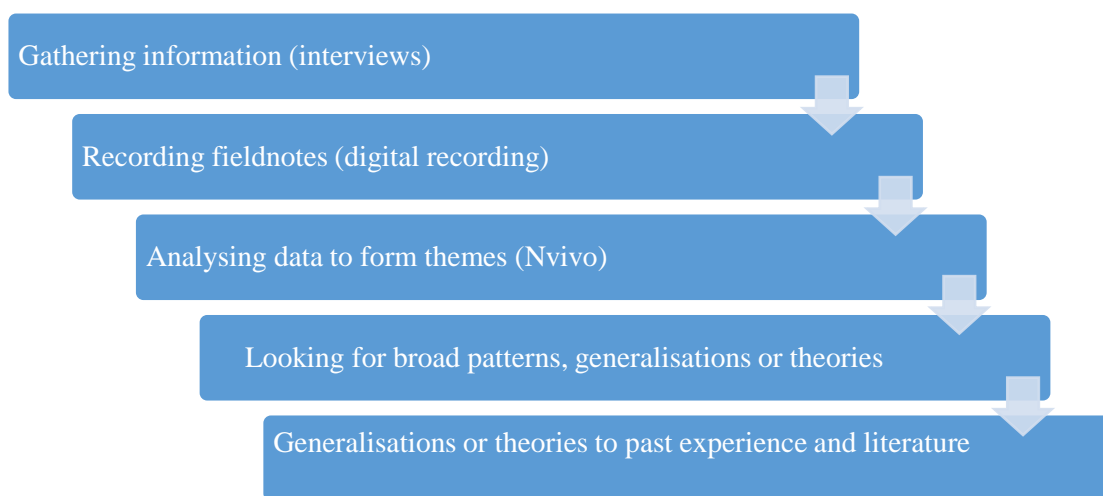 Gathering information (interviews)
Recording fieldnotes (digital recording)
Analysing data to form themes (Nvivo)
Looking for broad patterns, generalisations or theories
Generalisations or theories to past experience and literature